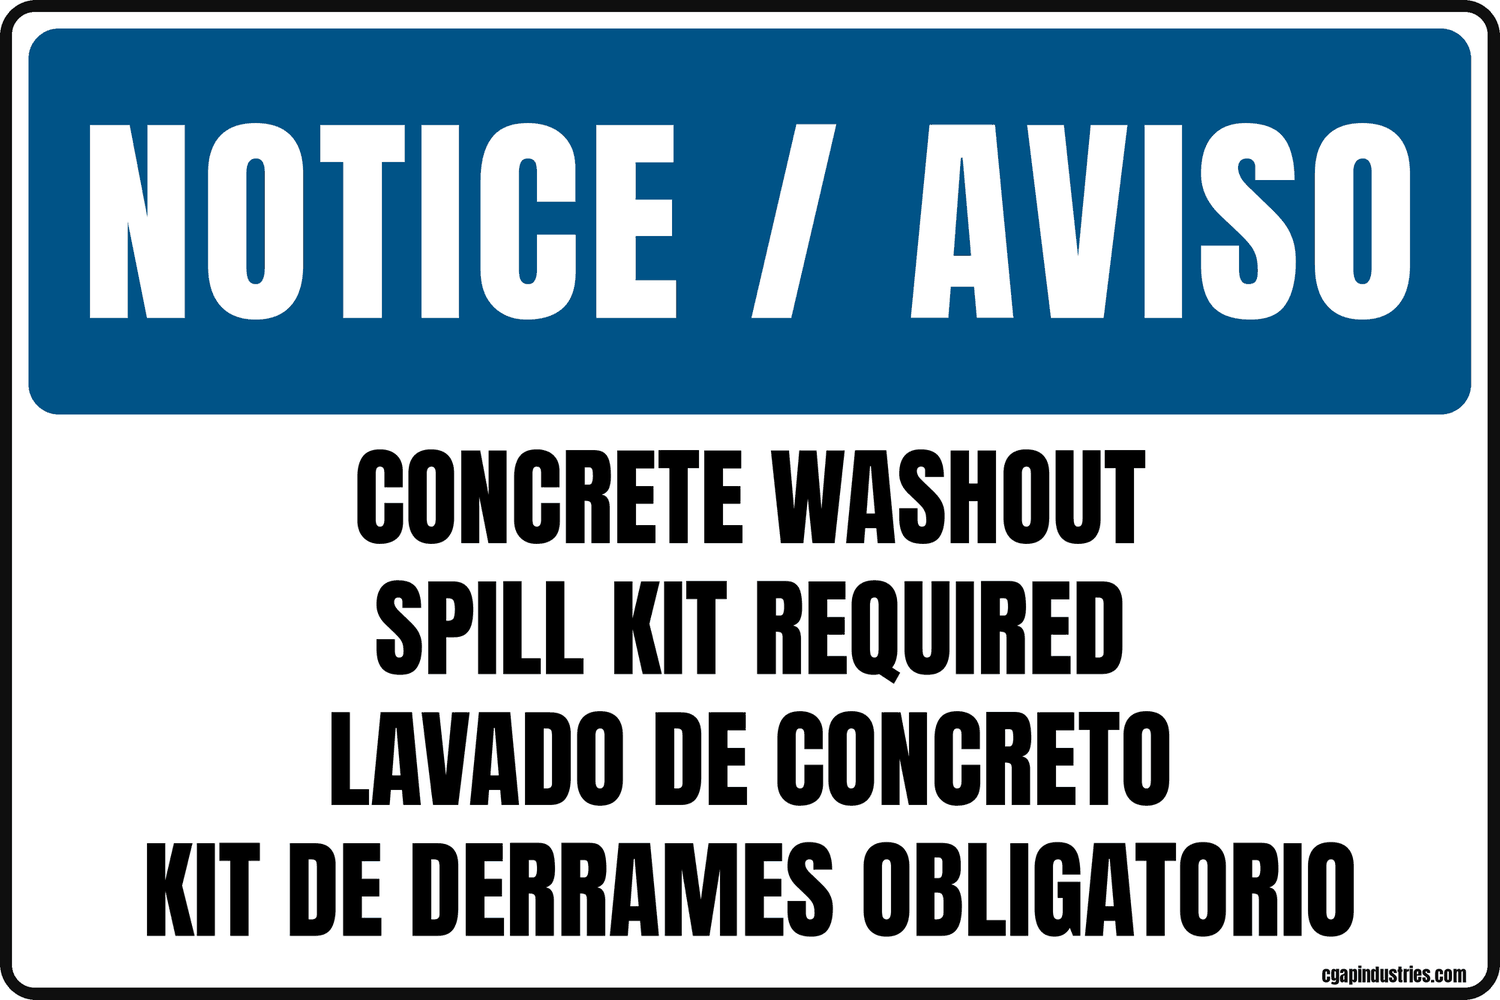 NOTICE / AVISO
CONCRETE WASHOUT
SPILL KIT REQUIRED
LAVADO DE CONCRETO
KIT DE DERRAMES OBLIGATORIO
cgapindustries.com